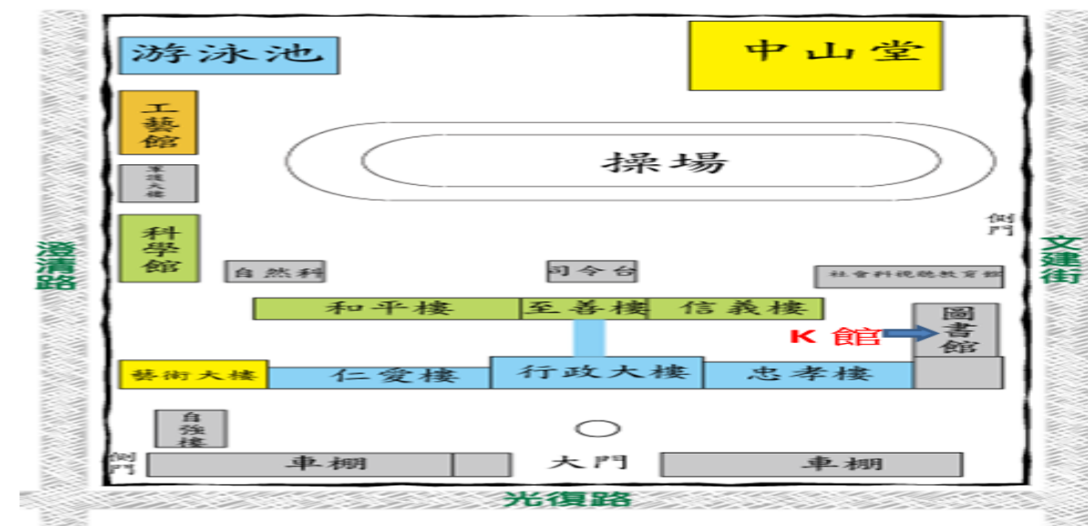 游泳池
中山堂
工藝館
操場
科學館
側門
澄清路
文建街
自然科
司令台
社會科視聽教育館
和平樓
至善樓
信義樓
圖書館
K 館
藝術大樓
仁愛樓
行政大樓
忠孝樓
自強樓
側門
車棚
大門
車棚
光復路